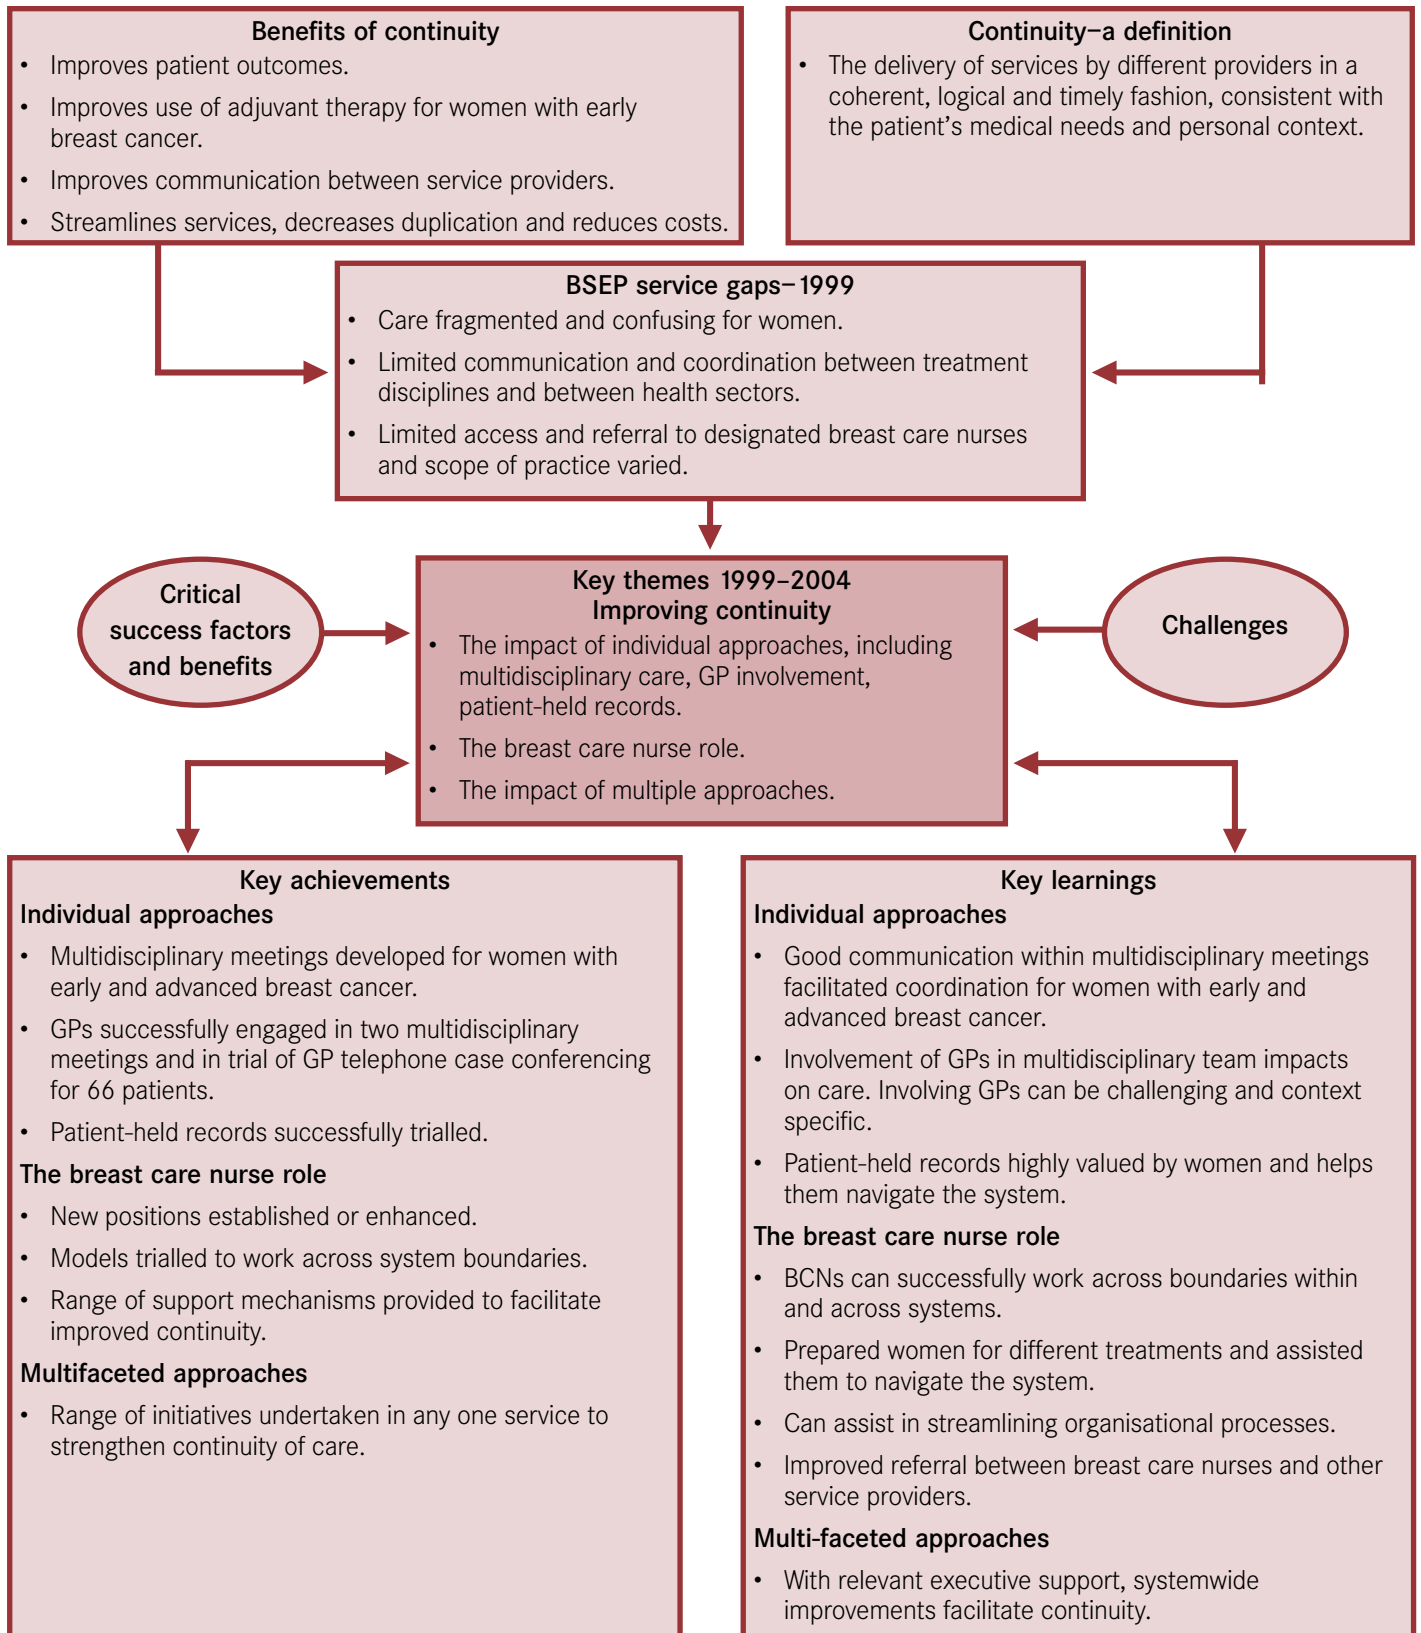 Benefits of continuity
• Improves patient outcomes.
• Improves use of adjuvant therapy for women with early
breast cancer.
• Improves communication between service providers.
• Streamlines services, decreases duplication and reduces costs.
Continuity–a definition
• The delivery of services by different providers in a
coherent, logical and timely fashion, consistent with
the patient’s medical needs and personal context.
BSEP service gaps–1999
• Care fragmented and confusing for women.
• Limited communication and coordination between treatment
disciplines and between health sectors.
• Limited access and referral to designated breast care nurses
and scope of practice varied.
Critical
success factors
and benefits
Key themes 1999–2004
Improving continuity
• The impact of individual approaches, including
multidisciplinary care, GP involvement,
patient-held records.
• The breast care nurse role.
• The impact of multiple approaches.
Challenges
Key achievements
Individual approaches
• Multidisciplinary meetings developed for women with
early and advanced breast cancer.
• GPs successfully engaged in two multidisciplinary
meetings and in trial of GP telephone case conferencing
for 66 patients.
• Patient-held records successfully trialled.
The breast care nurse role
• New positions established or enhanced.
• Models trialled to work across system boundaries.
• Range of support mechanisms provided to facilitate
improved continuity.
Multifaceted approaches
• Range of initiatives undertaken in any one service to
strengthen continuity of care.
Key learnings
Individual approaches
• Good communication within multidisciplinary meetings
facilitated coordination for women with early and
advanced breast cancer.
• Involvement of GPs in multidisciplinary team impacts
on care. Involving GPs can be challenging and context
specific.
• Patient-held records highly valued by women and helps
them navigate the system.
The breast care nurse role
• BCNs can successfully work across boundaries within
and across systems.
• Prepared women for different treatments and assisted
them to navigate the system.
• Can assist in streamlining organisational processes.
• Improved referral between breast care nurses and other
service providers.
Multi-faceted approaches
• With relevant executive support, systemwide
improvements facilitate continuity.